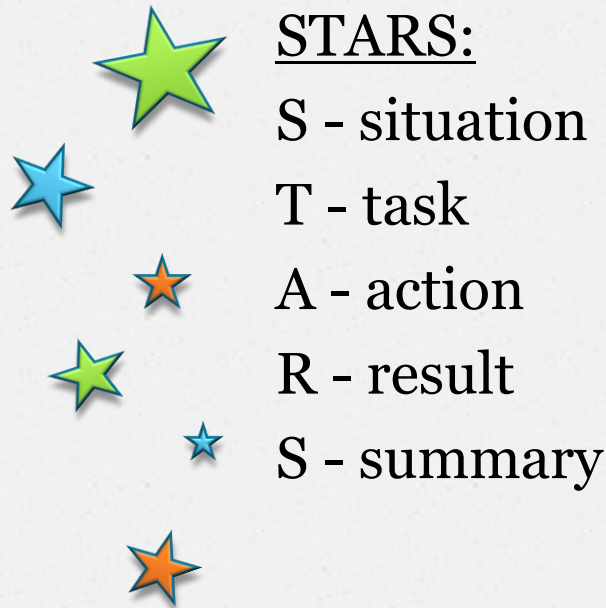 STARS:
S - situation
T - task
A - action
R - result
S - summary